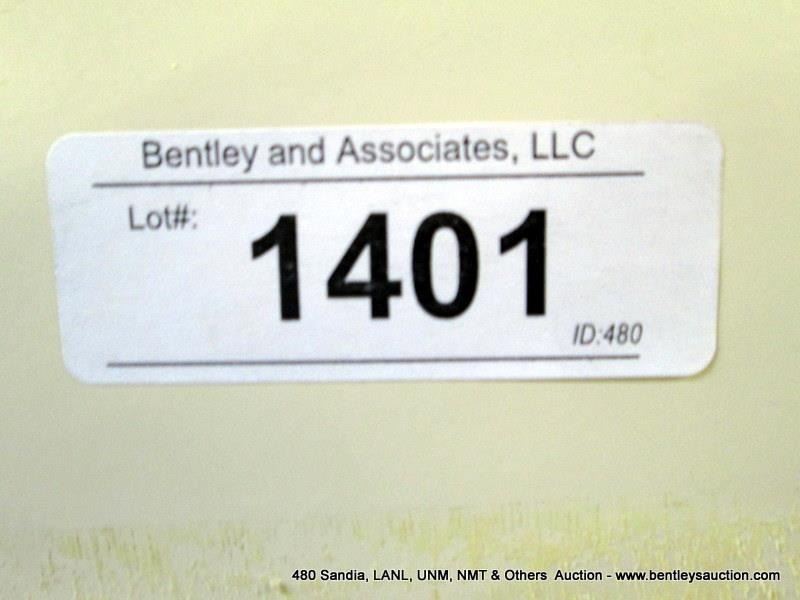 Bentley and Associates, LLC
Lot#:
1401
ID:480
480 Sandia, LANL, UNM, NMT & Others  Auction - www.bentleysauction.com